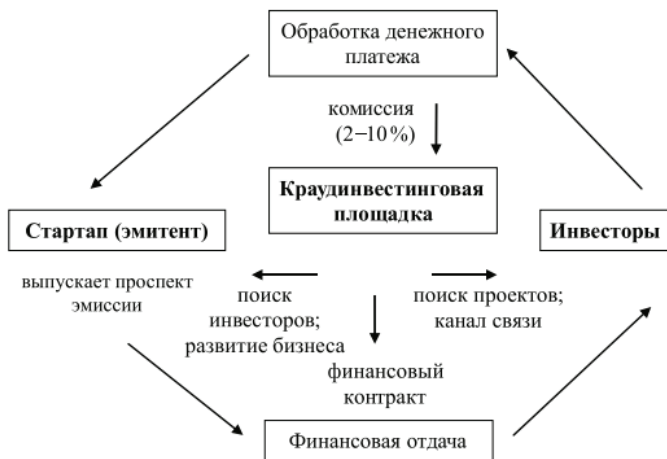 Обработка денежного
платежа
комиссия
(2–10%)
Краудинвестинговая
площадка
Стартап (эмитент)
Инвесторы
выпускает проспект
эмиссии
поиск
инвесторов;
развитие бизнеса
поиск проектов;
канал связи
финансовый
контракт
Финансовая отдача